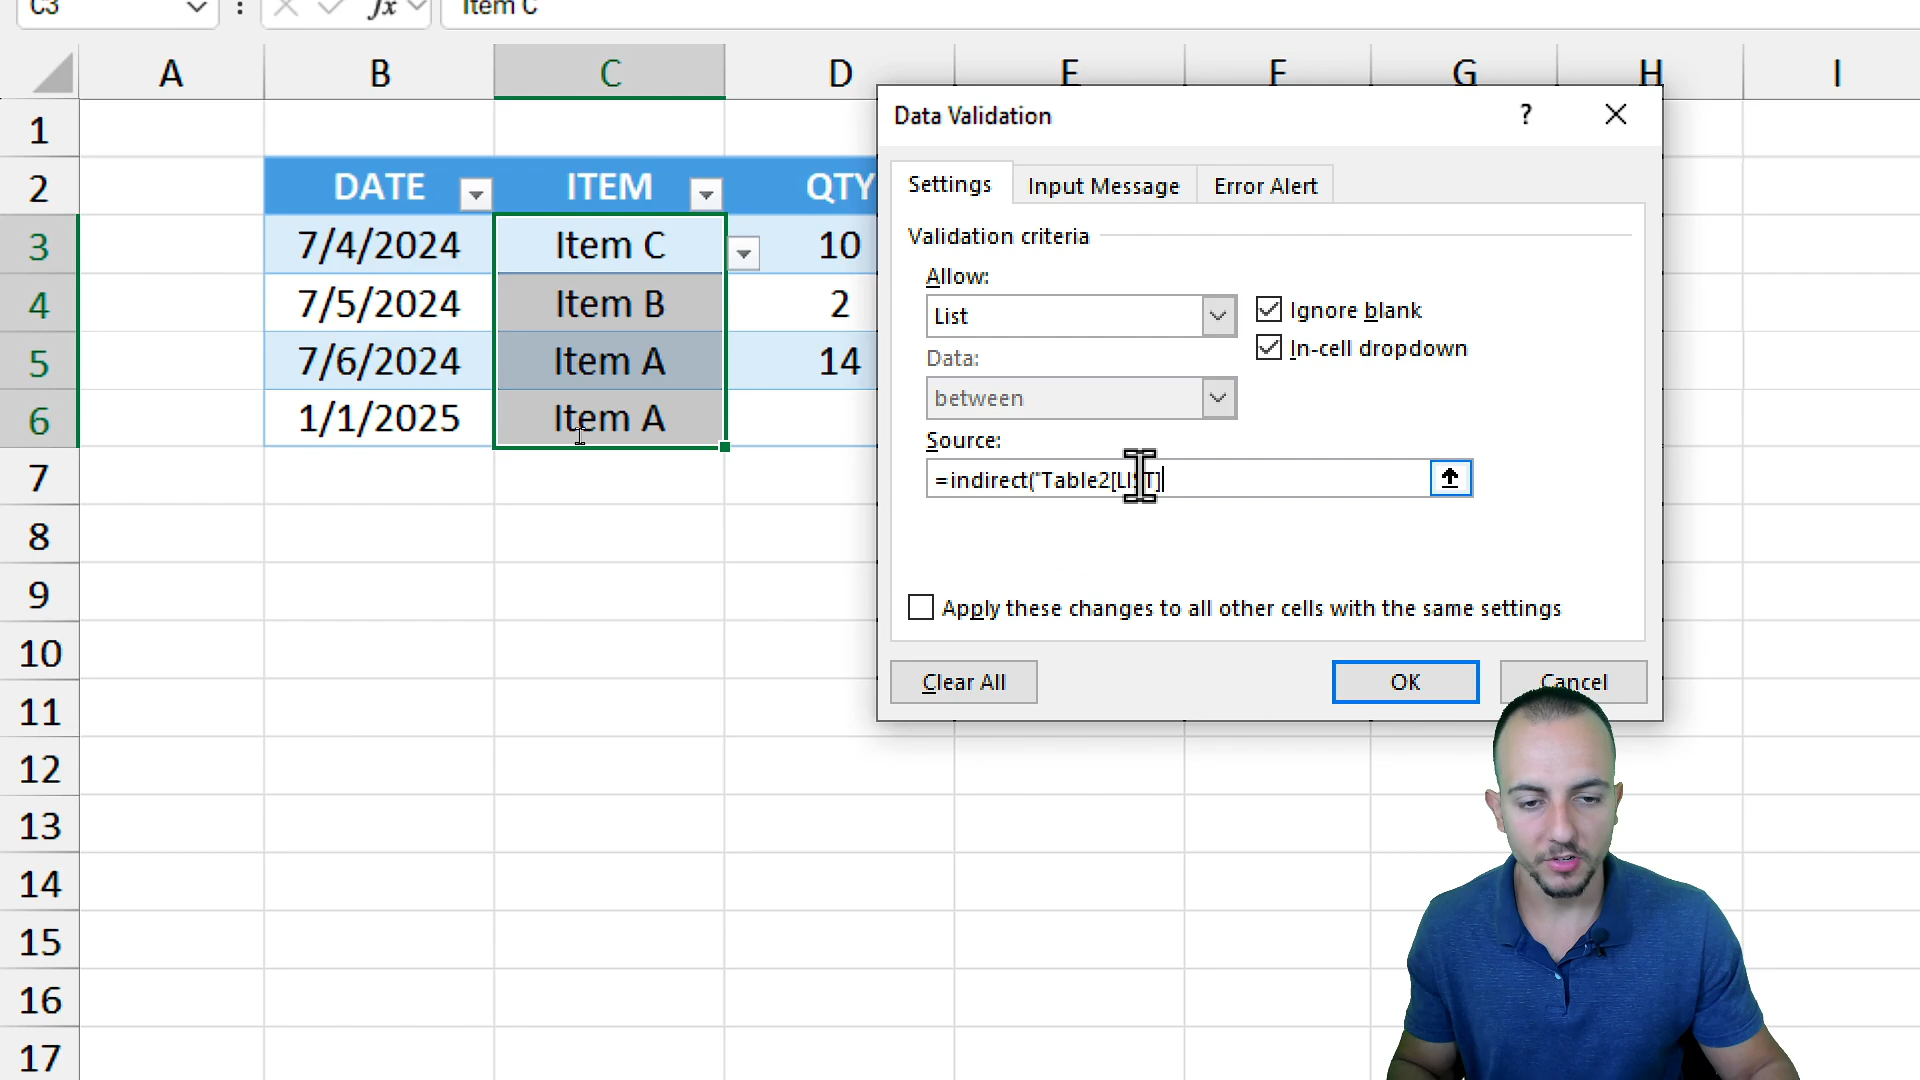 C3
fx
Item C
A B C D E F G H I
1
2 DATE ITEM QTY
3 7/4/2024 Item C 10
4 7/5/2024 Item B 2
5 7/6/2024 Item A 14
6 1/1/2025 Item A
7
8
9
10
11
12
13
14
15
16
17
Data Validation ?
Settings Input Message Error Alert
Validation criteria
Allow:
List
Ignore blank
In-cell dropdown
Data:
between
Source:
=indirect("Table2[LIST]
Apply these changes to all other cells with the same settings
Clear All OK Cancel